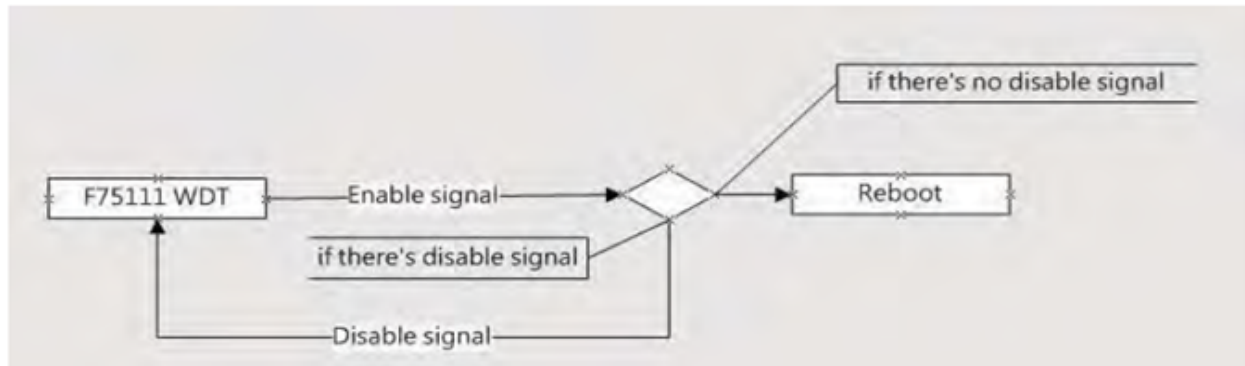 if there's no disable signal
F75111 WDT
Enable signal
Reboot
if there's disable signal
Disable signal